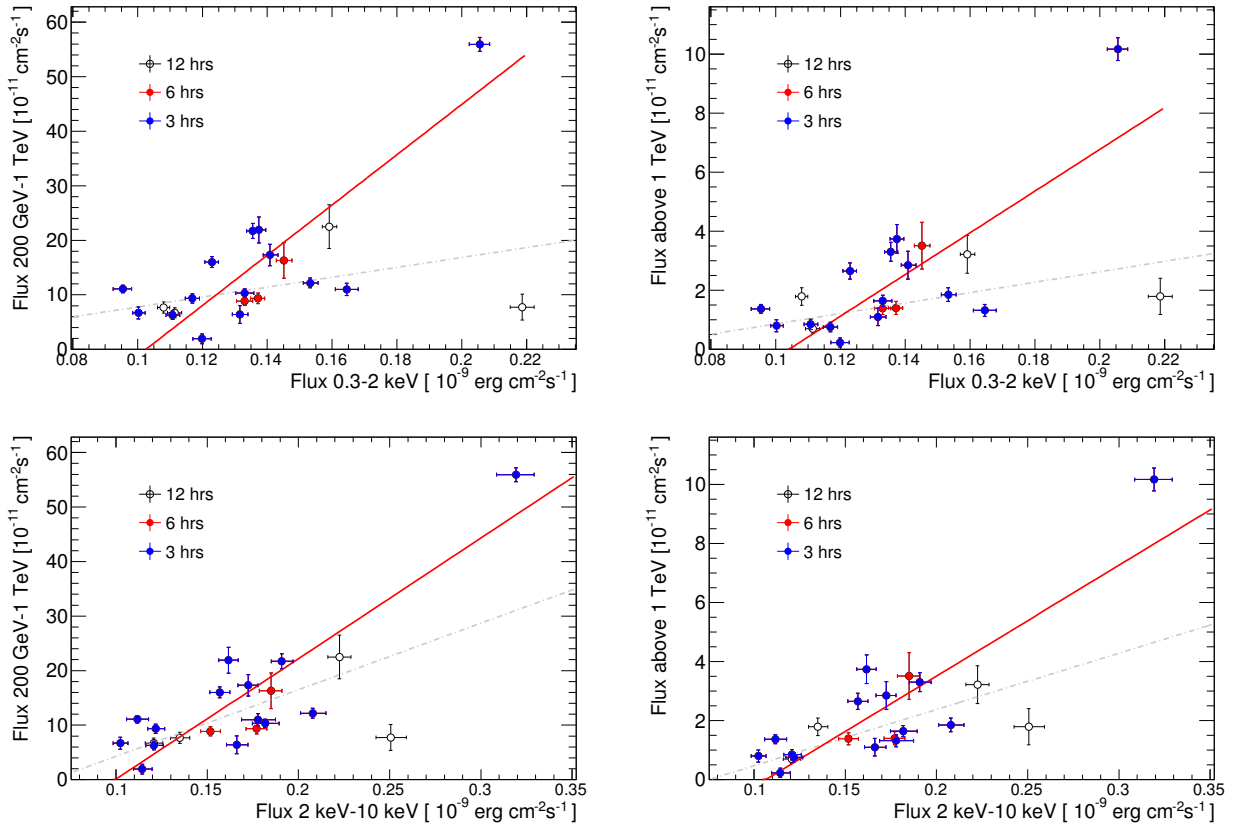 Flux 200 GeV-1 TeV [10-11 cm-2s-1]
60
50
40
30
20
10
0
12 hrs
6 hrs
3 hrs
0.08 0.1 0.12 0.14 0.16 0.18 0.2 0.22
Flux 0.3-2 keV [ 10-9 erg cm-2s-1 ]
Flux above 1 TeV [10-11 cm-2s-1]
10
8
6
4
2
0
12 hrs
6 hrs
3 hrs
0.08 0.1 0.12 0.14 0.16 0.18 0.2 0.22
Flux 0.3-2 keV [ 10-9 erg cm-2s-1 ]
Flux 200 GeV-1 TeV [10-11 cm-2s-1]
60
50
40
30
20
10
0
12 hrs
6 hrs
3 hrs
0.1 0.15 0.2 0.25 0.3 0.35
Flux 2 keV-10 keV [ 10-9 erg cm-2s-1 ]
Flux above 1 TeV [10-11 cm-2s-1]
10
8
6
4
2
0
12 hrs
6 hrs
3 hrs
0.1 0.15 0.2 0.25 0.3 0.35
Flux 2 keV-10 keV [ 10-9 erg cm-2s-1 ]